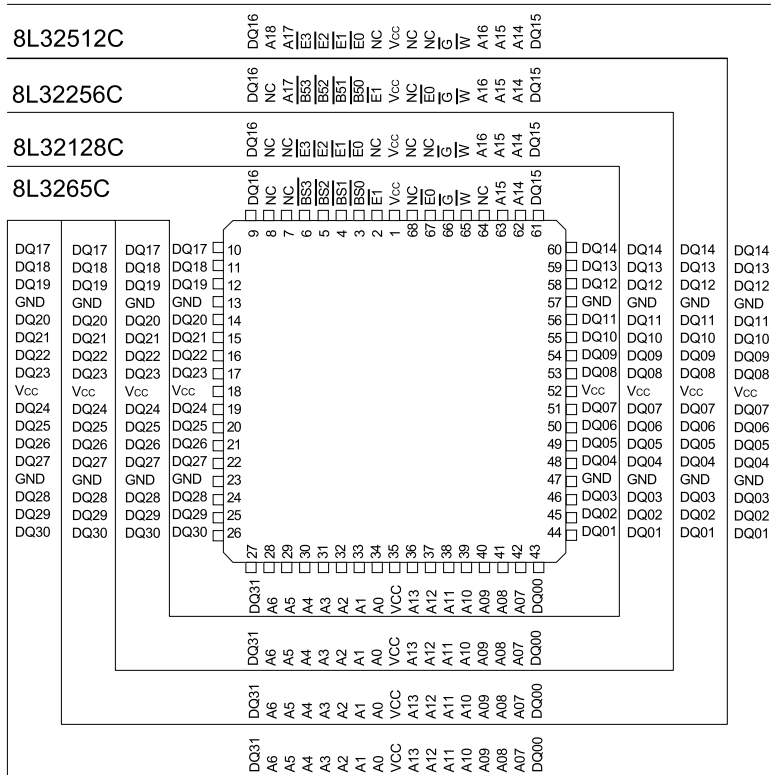 8L32512C DQ16 A18 A17 E3 E2 E1 E0 NC Vcc NC NC G W A16 A15 A14 DQ15
8L32256C DQ16 NC A17 B53 B52 B51 B50 E1 Vcc NC E0 G W A16 A15 A14 DQ15
8L32128C DQ16 NC NC E3 E2 E1 E0 NC Vcc NC NC G W A16 A15 A14 DQ15
8L3265C DQ16 NC NC BS3 BS2 BS1 BS0 E1 Vcc NC E0 G W NC A15 A14 DQ15
9 8 7 6 5 4 3 2 1 68 67 66 65 64 63 62 61
DQ17 DQ17 DQ17 DQ17 10 60 DQ14 DQ14 DQ14 DQ14
DQ18 DQ18 DQ18 DQ18 11 59 DQ13 DQ13 DQ13 DQ13
DQ19 DQ19 DQ19 DQ19 12 58 DQ12 DQ12 DQ12 DQ12
GND GND GND GND 13 57 GND GND GND GND
DQ20 DQ20 DQ20 DQ20 14 56 DQ11 DQ11 DQ11 DQ11
DQ21 DQ21 DQ21 DQ21 15 55 DQ10 DQ10 DQ10 DQ10
DQ22 DQ22 DQ22 DQ22 16 54 DQ09 DQ09 DQ09 DQ09
DQ23 DQ23 DQ23 DQ23 17 53 DQ08 DQ08 DQ08 DQ08
Vcc Vcc Vcc Vcc 18 52 Vcc Vcc Vcc Vcc
DQ24 DQ24 DQ24 DQ24 19 51 DQ07 DQ07 DQ07 DQ07
DQ25 DQ25 DQ25 DQ25 20 50 DQ06 DQ06 DQ06 DQ06
DQ26 DQ26 DQ26 DQ26 21 49 DQ05 DQ05 DQ05 DQ05
DQ27 DQ27 DQ27 DQ27 22 48 DQ04 DQ04 DQ04 DQ04
GND GND GND GND 23 47 GND GND GND GND
DQ28 DQ28 DQ28 DQ28 24 46 DQ03 DQ03 DQ03 DQ03
DQ29 DQ29 DQ29 DQ29 25 45 DQ02 DQ02 DQ02 DQ02
DQ30 DQ30 DQ30 DQ30 26 44 DQ01 DQ01 DQ01 DQ01
27 28 29 30 31 32 33 34 35 36 37 38 39 40 41 42 43
DQ31 A6 A5 A4 A3 A2 A1 A0 VCC A13 A12 A11 A10 A09 A08 A07 DQ00
DQ31 A6 A5 A4 A3 A2 A1 A0 VCC A13 A12 A11 A10 A09 A08 A07 DQ00
DQ31 A6 A5 A4 A3 A2 A1 A0 VCC A13 A12 A11 A10 A09 A08 A07 DQ00
DQ31 A6 A5 A4 A3 A2 A1 A0 VCC A13 A12 A11 A10 A09 A08 A07 DQ00